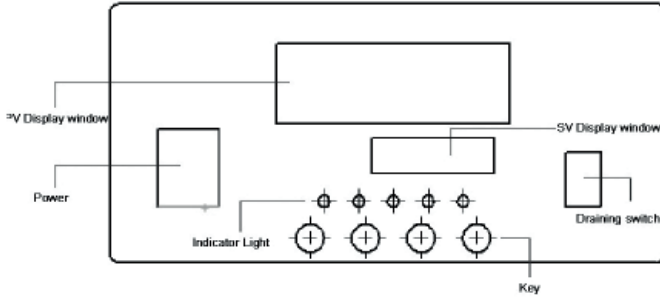 PV Display window
SV Display window
Power
Draining switch
Indicator Light
Key